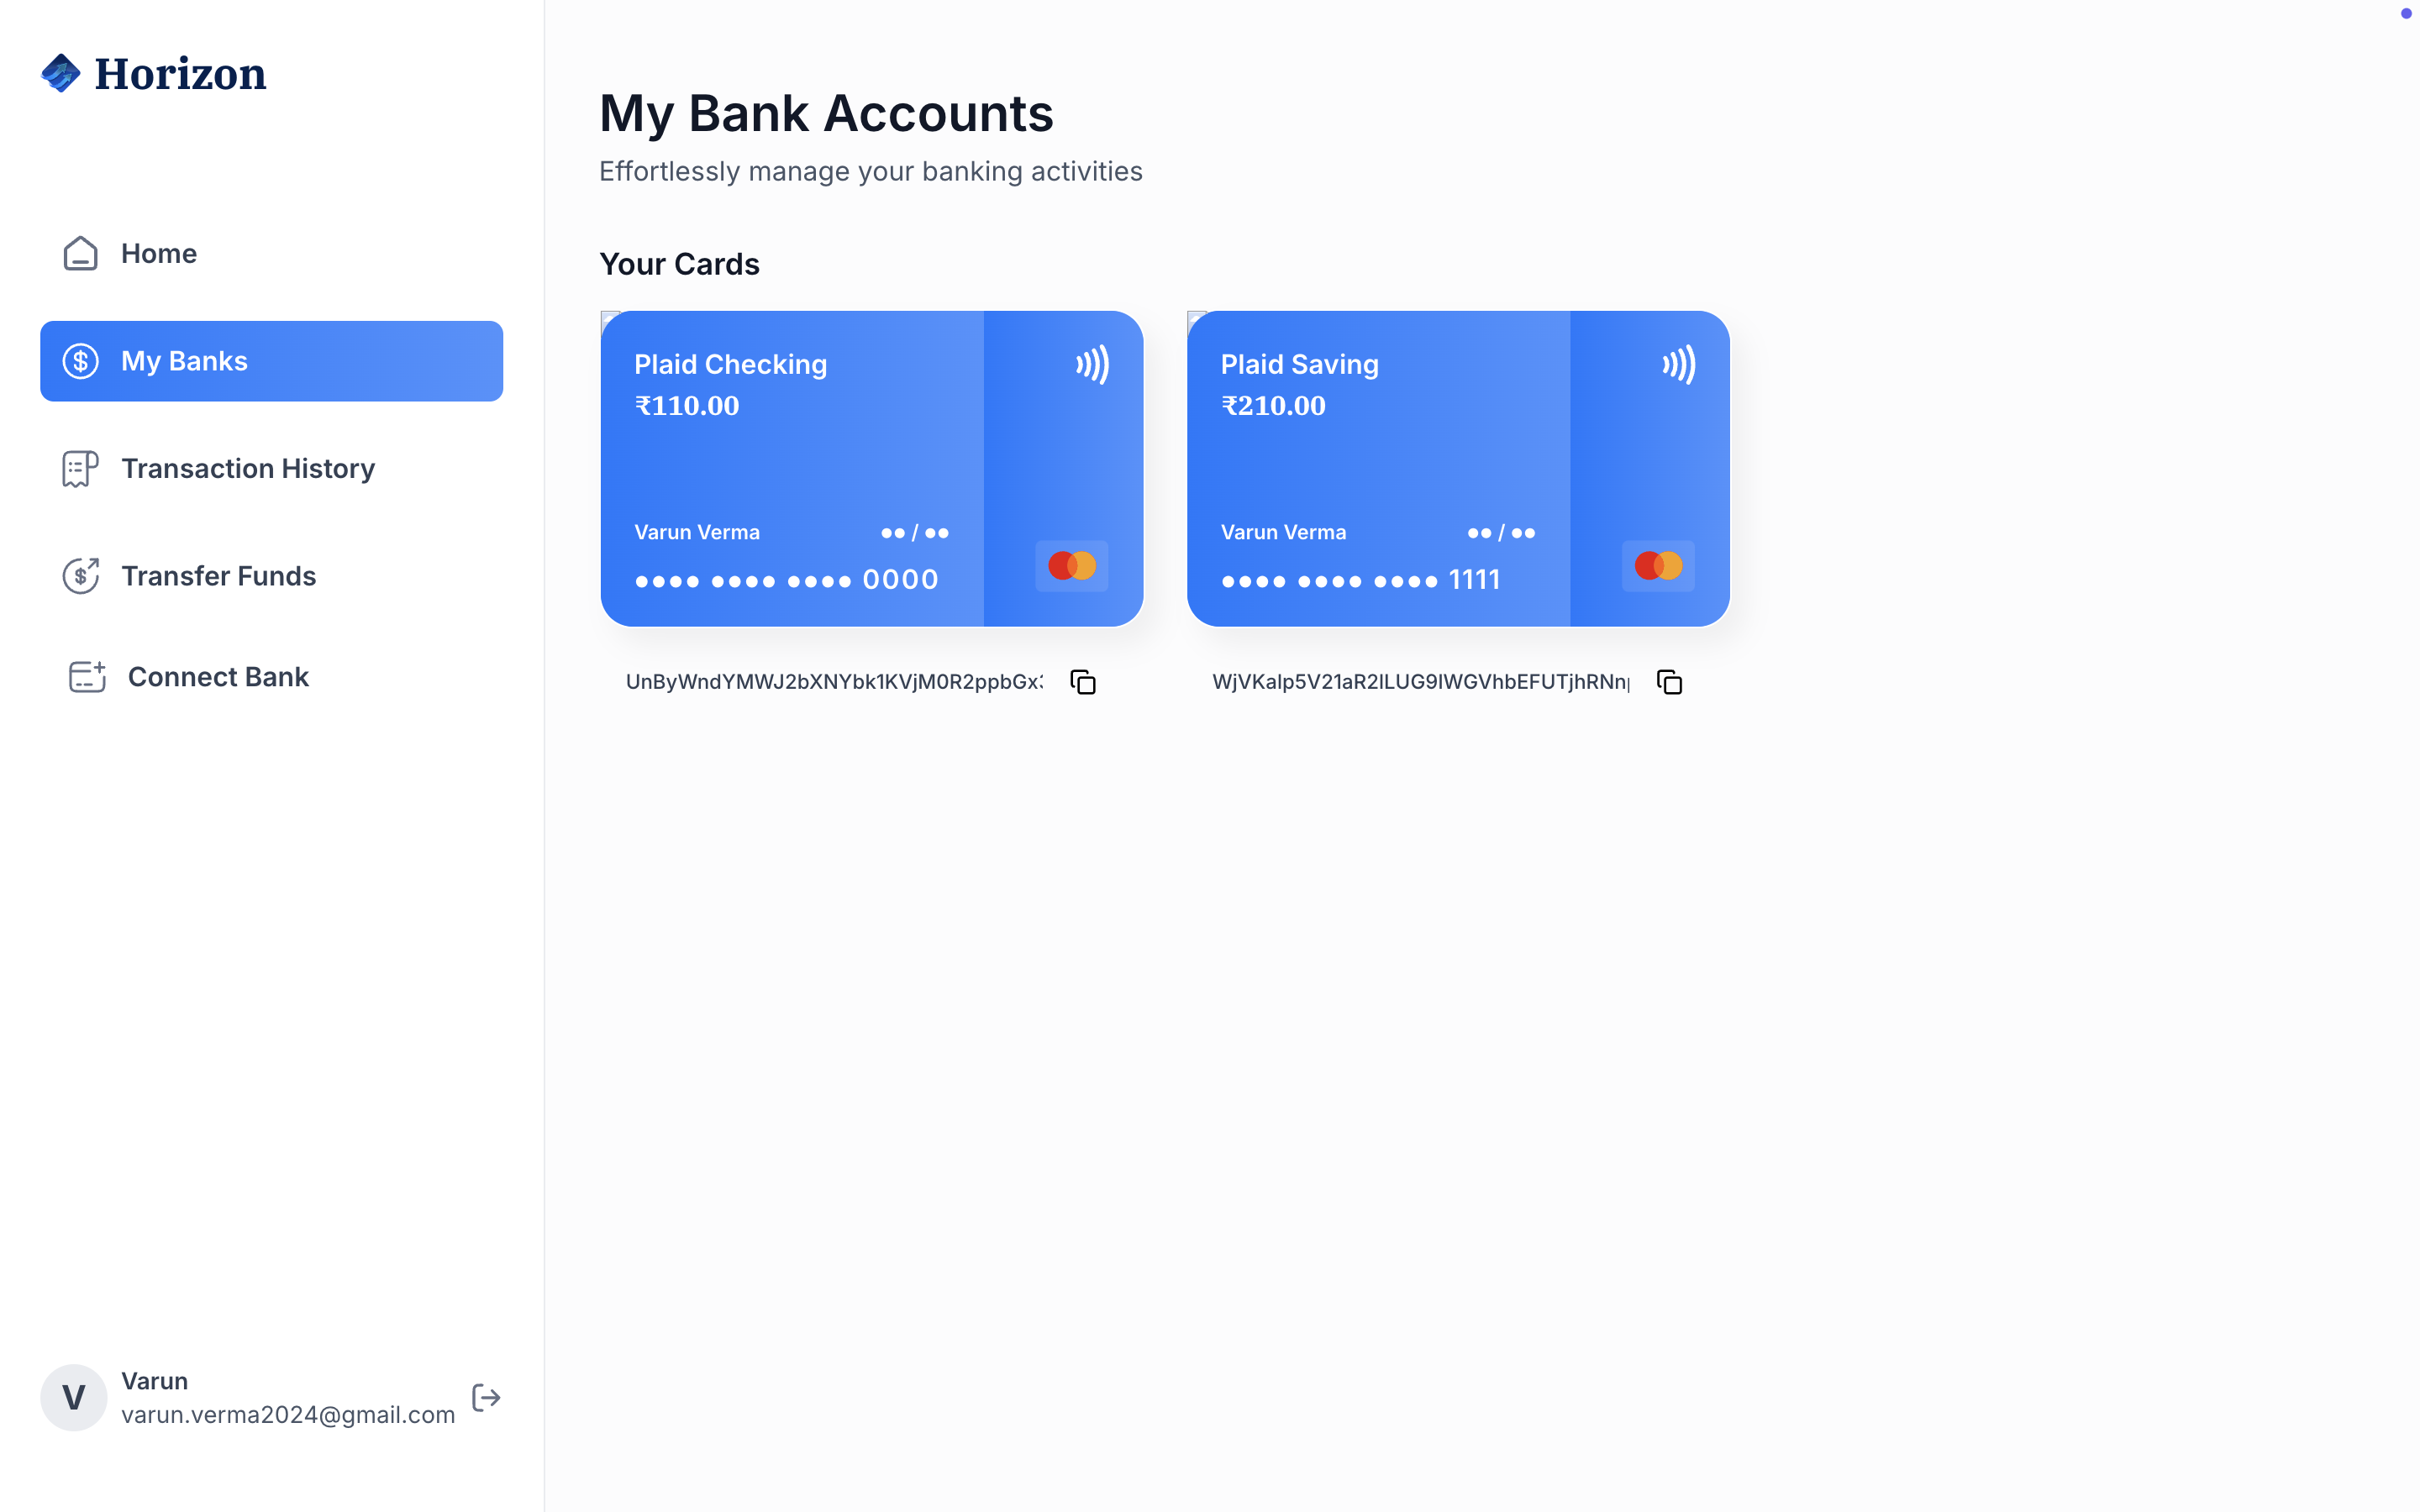 Horizon
Home
My Banks
Transaction History
Transfer Funds
Connect Bank
Varun
varun.verma2024@gmail.com
V
My Bank Accounts
Effortlessly manage your banking activities
Your Cards
Plaid Checking
₹110.00
Varun Verma ●● / ●●
●●●● ●●●● ●●●● 0000
UnByWndYMWJ2bXNYbk1KVjM0R2ppbGx
Plaid Saving
₹210.00
Varun Verma ●● / ●●
●●●● ●●●● ●●●● 1111
WjVKalp5V21aR2lLUG9lWGVhbEFUTjhRNn